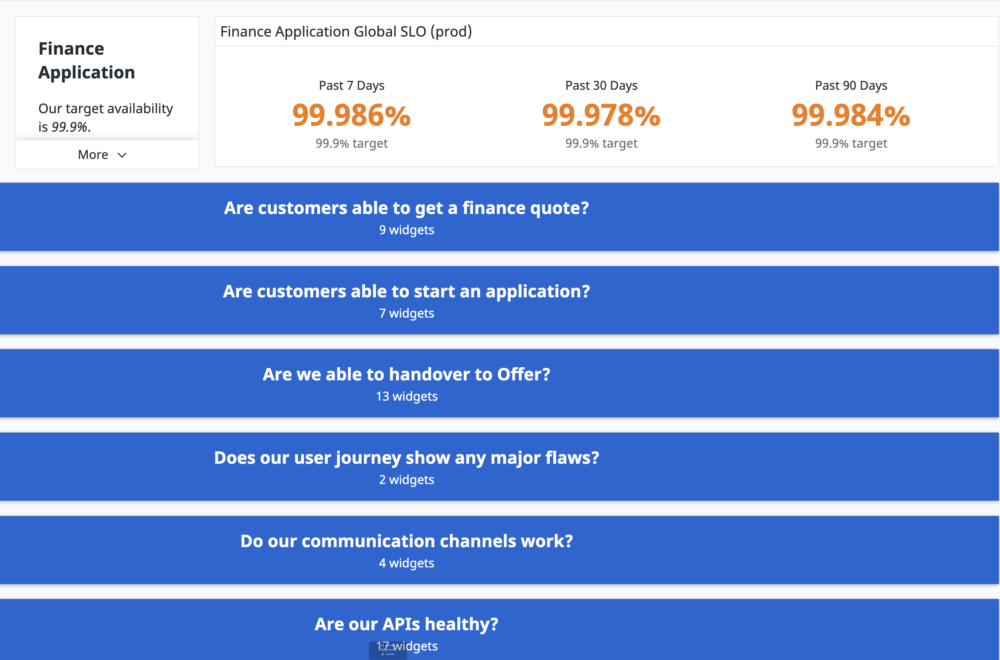 Finance
Application
Our target availability
is 99.9%.
More
Finance Application Global SLO (prod)
Past 7 Days
99.986%
99.9% target
Past 30 Days
99.978%
99.9% target
Past 90 Days
99.984%
99.9% target
Are customers able to get a finance quote?
9 widgets
Are customers able to start an application?
7 widgets
Are we able to handover to Offer?
13 widgets
Does our user journey show any major flaws?
2 widgets
Do our communication channels work?
4 widgets
Are our APIs healthy?
17 widgets